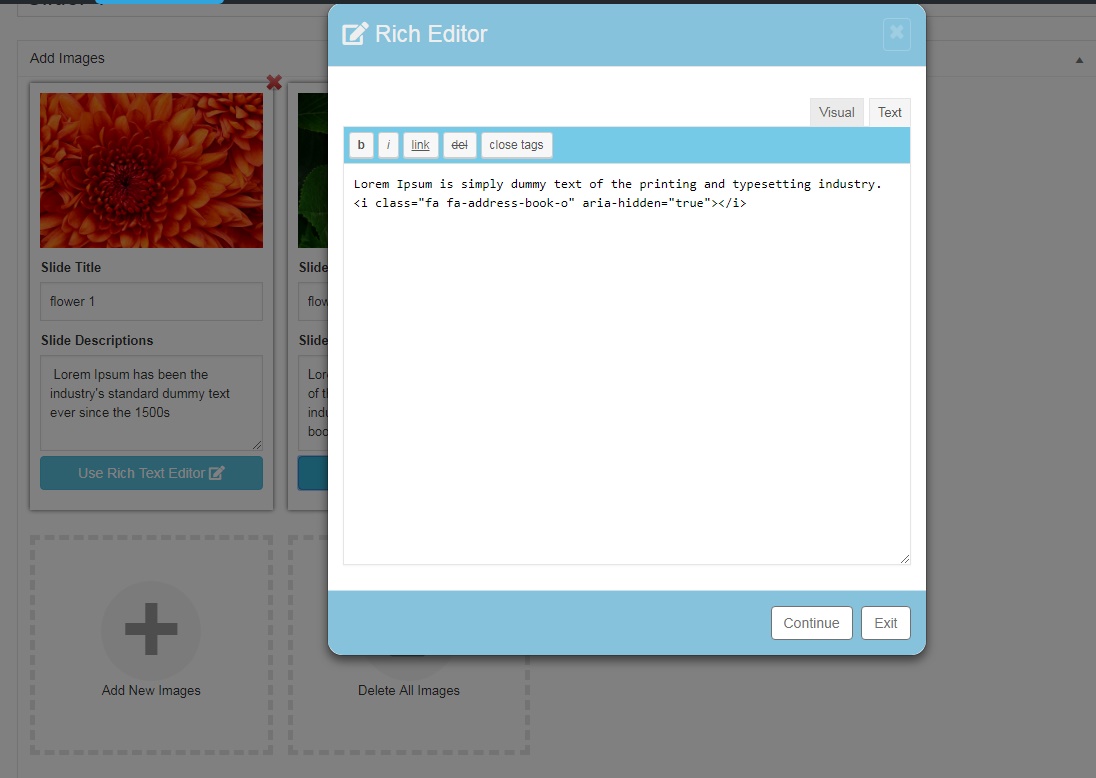 Rich Editor
Add Images
Visual Text
b i link del close tags
Lorem Ipsum is simply dummy text of the printing and typesetting industry.
<i class="fa fa-address-book-o" aria-hidden="true"></i>
Slide Title
Slide
flower 1
flow
Slide Descriptions
Slide
Lorem Ipsum has been the
industry's standard dummy text
ever since the 1500s
Lor
of t
indu
boo
Use Rich Text Editor
Continue Exit
Add New Images
Delete All Images